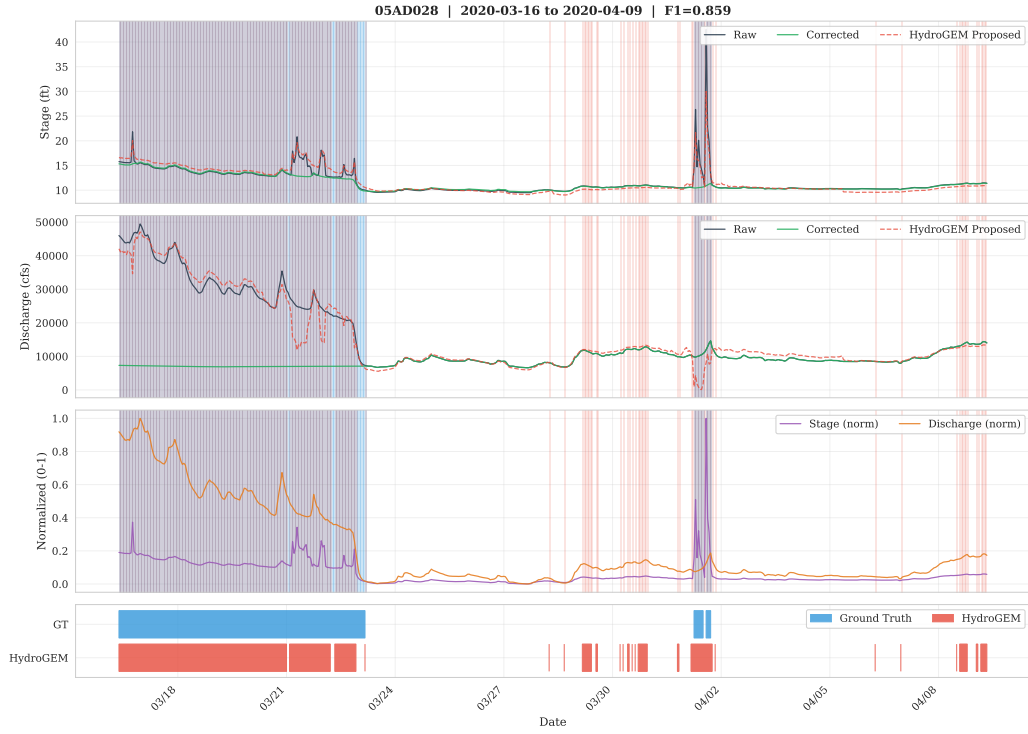 05AD028 | 2020-03-16 to 2020-04-09 | F1=0.859
Raw Corrected HydroGEM Proposed
Stage (ft)
40
35
30
25
20
15
10
Raw Corrected HydroGEM Proposed
Discharge (cfs)
50000
40000
30000
20000
10000
0
Stage (norm) Discharge (norm)
Normalized (0-1)
1.0
0.8
0.6
0.4
0.2
0.0
Ground Truth HydroGEM
GT
HydroGEM
03/18 03/21 03/24 03/27 03/30 04/02 04/05 04/08
Date